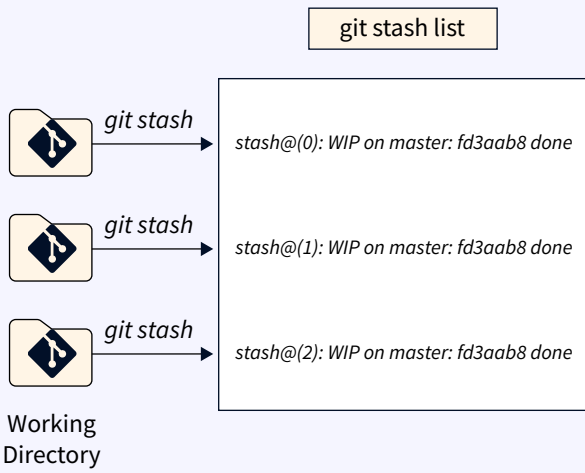 git stash list
git stash
stash@(0): WIP on master: fd3aab8 done
git stash
stash@(1): WIP on master: fd3aab8 done
git stash
stash@(2): WIP on master: fd3aab8 done
Working
Directory